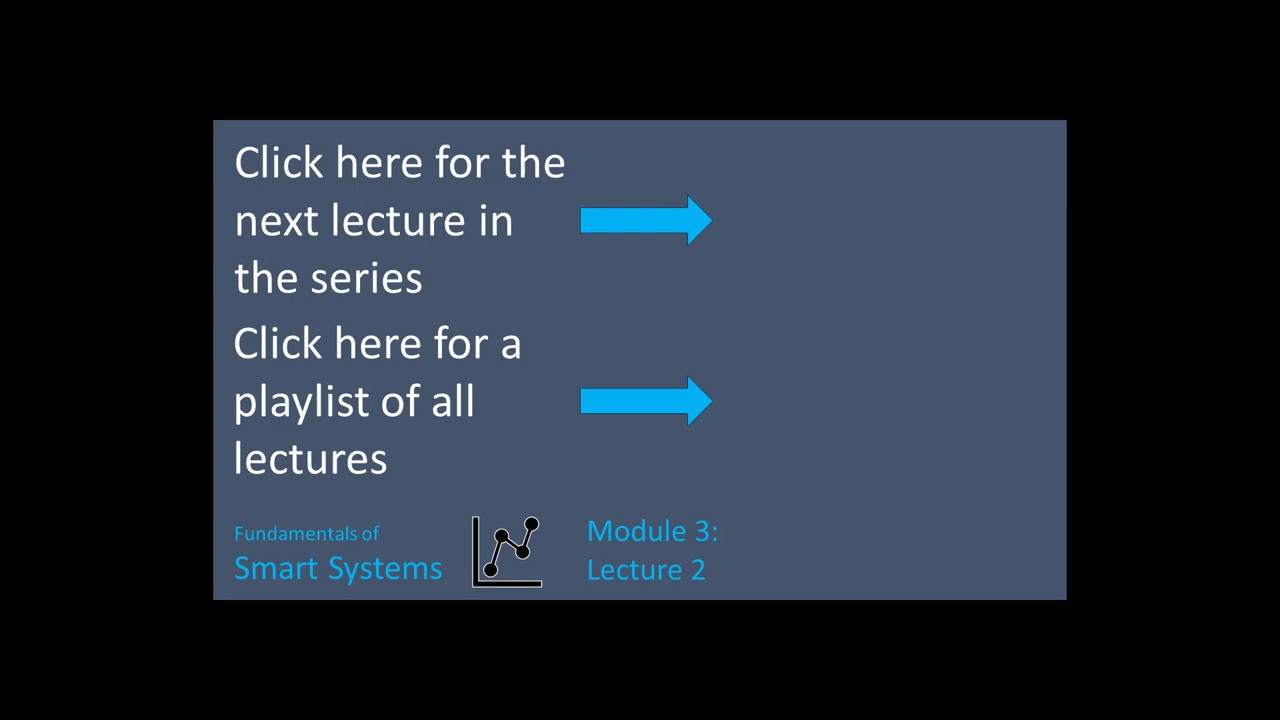 Click here for the
next lecture in
the series
Click here for a
playlist of all
lectures
Fundamentals of
Smart Systems
Module 3:
Lecture 2